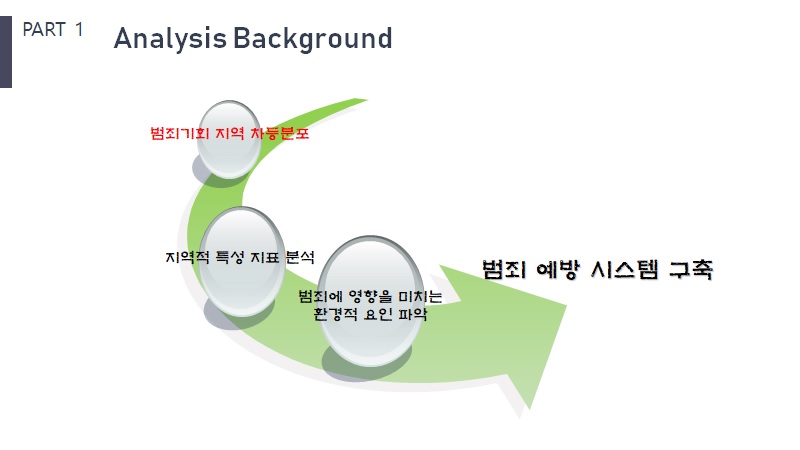 PART 1
Analysis Background
범죄기회 지역 차등분포
지역적 특성 지표 분석
범죄에 영향을 미치는
환경적 요인 파악
범죄 예방 시스템 구축